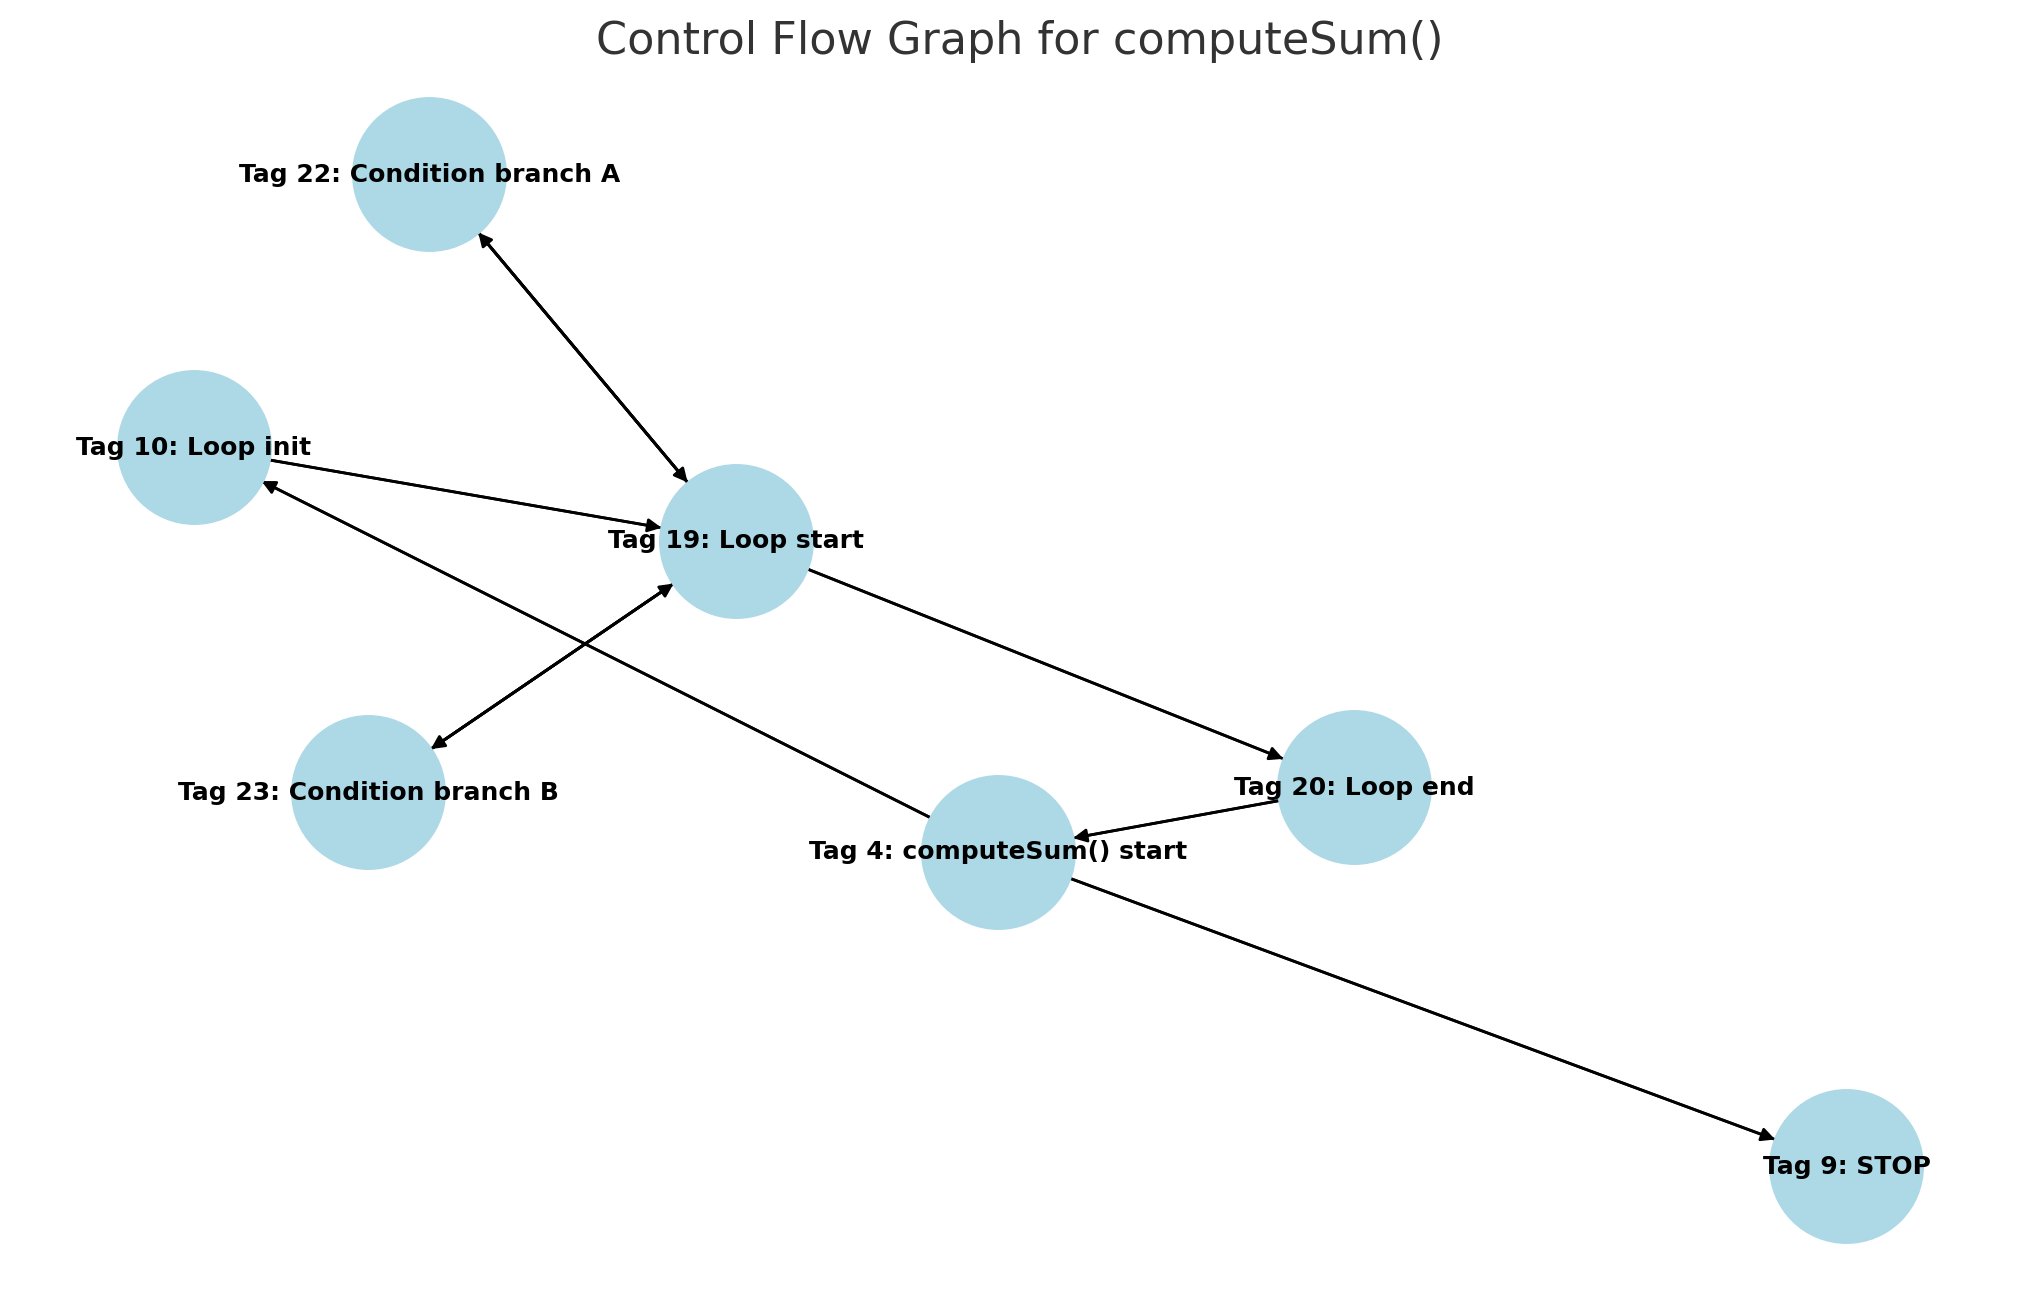 Control Flow Graph for computeSum()
Tag 22: Condition branch A
Tag 10: Loop init
Tag 19: Loop start
Tag 23: Condition branch B
Tag 20: Loop end
Tag 4: computeSum() start
Tag 9: STOP